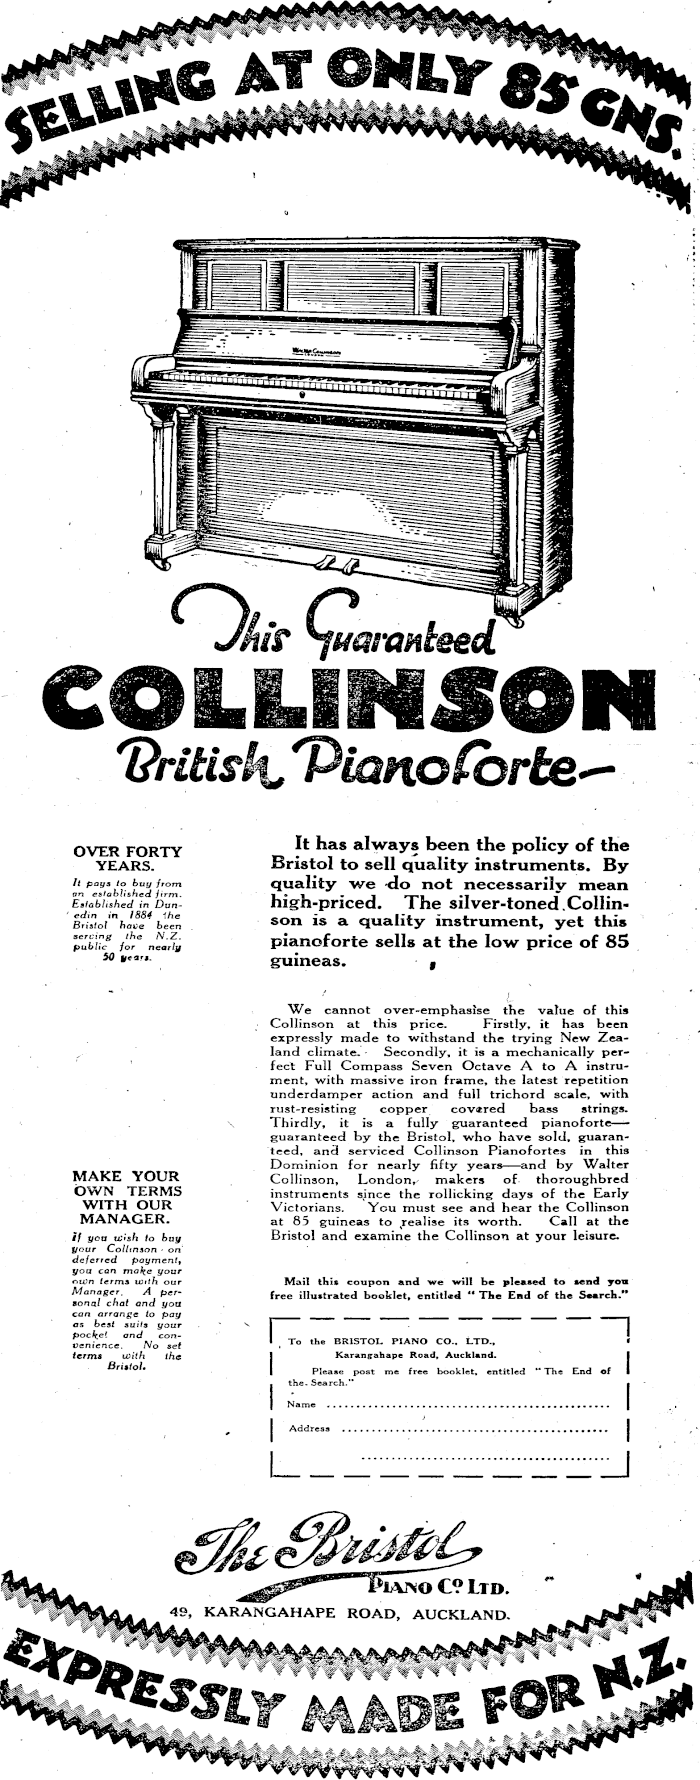 SELLING AT ONLY 85 GNS.
This Guaranteed
COLLINSON
British Pianoforte—
OVER FORTY
YEARS.
It pays to buy from
an established firm.
Established in Dun-
edin in 1884 the
Bristol have been
serving the N.Z.
public for nearly
50 years.
MAKE YOUR
OWN TERMS
WITH OUR
MANAGER.
If you wish to buy
your Collinson on
deferred payment,
you can make your
own terms with our
Manager. A per-
sonal chat and you
can arrange to pay
as best suits your
pocket and con-
venience. No set
terms with the
Bristol.
It has always been the policy of the
Bristol to sell quality instruments. By
quality we do not necessarily mean
high-priced. The silver-toned Collin-
son is a quality instrument, yet this
pianoforte sells at the low price of 85
guineas.
We cannot over-emphasise the value of this
Collinson at this price. Firstly, it has been
expressly made to withstand the trying New Zea-
land climate. Secondly, it is a mechanically per-
fect Full Compass Seven Octave A to A instru-
ment, with massive iron frame, the latest repetition
underdamper action and full trichord scale, with
rust-resisting copper covered bass strings.
Thirdly, it is a fully guaranteed pianoforte—
guaranteed by the Bristol, who have sold, guaran-
teed, and serviced Collinson Pianofortes in this
Dominion for nearly fifty years—and by Walter
Collinson, London, makers of thoroughbred
instruments since the rollicking days of the Early
Victorians. You must see and hear the Collinson
at 85 guineas to realise its worth. Call at the
Bristol and examine the Collinson at your leisure.
Mail this coupon and we will be pleased to send you
free illustrated booklet, entitled "The End of the Search."
To the BRISTOL PIANO CO., LTD.,
Karangahape Road, Auckland.
Please post me free booklet, entitled "The End of
the Search."
Name
Address
The Bristol
PIANO Co LTD.
49, KARANGAHAPE ROAD, AUCKLAND.
EXPRESSLY MADE FOR N.Z.